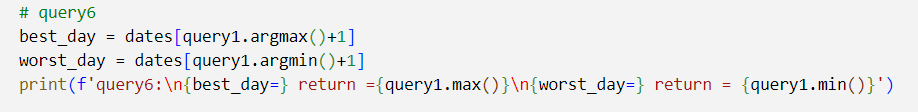 # query6
best_day = dates[query1.argmax()+1]
worst_day = dates[query1.argmin()+1]
print(f'query6:\n{best_day=} return ={query1.max()}\n{worst_day=} return = {query1.min()}')